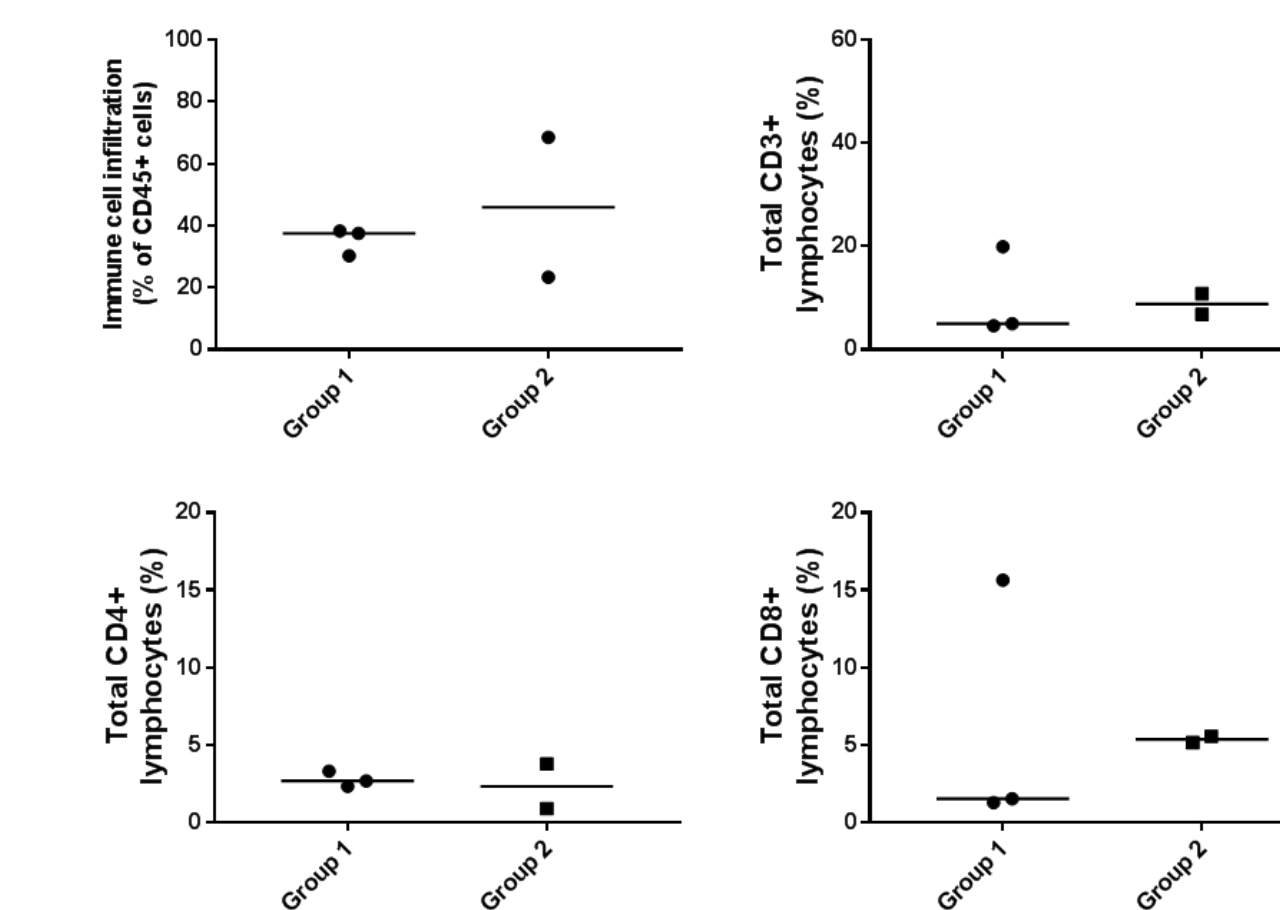 Immune cell infiltration
(% of CD45+ cells)
100
80
60
40
20
0
Group 1
Group 2
Total CD3+
lymphocytes (%)
60
40
20
0
Group 1
Group 2
Total CD4+
lymphocytes (%)
20
15
10
5
0
Group 1
Group 2
Total CD8+
lymphocytes (%)
20
15
10
5
0
Group 1
Group 2